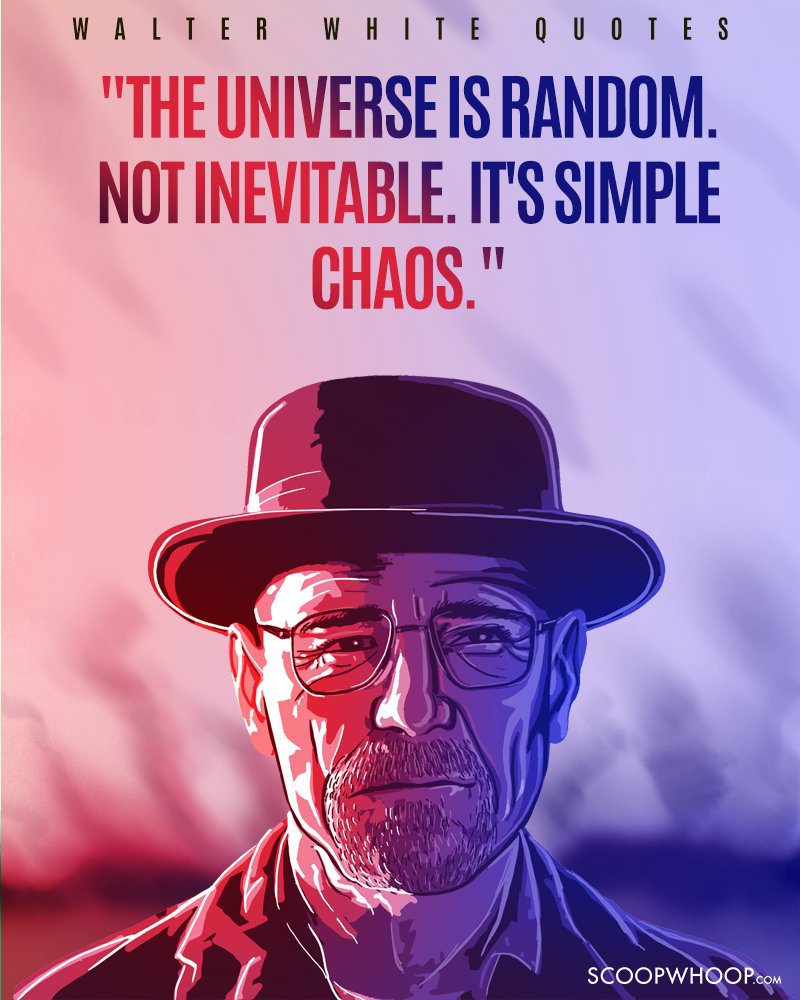 WALTER WHITE QUOTES
"THE UNIVERSE IS RANDOM.
NOT INEVITABLE. IT'S SIMPLE
CHAOS."
SCOOPWHOOP.COM